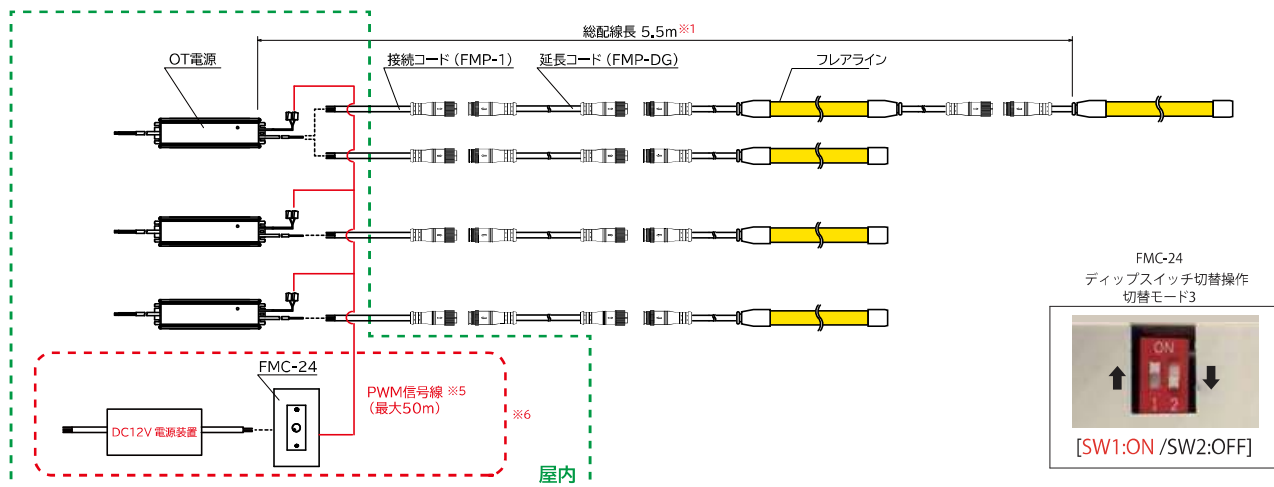 総配線長 5.5m※1
OT電源
接続コード(FMP-1)
延長コード(FMP-DG)
フレアライン
FMC-24
PWM信号線 ※5
(最大50m)
※6
DC12V 電源装置
屋内
FMC-24
ディップスイッチ切替操作
切替モード3
ON
1 2
[SW1:ON /SW2:OFF]